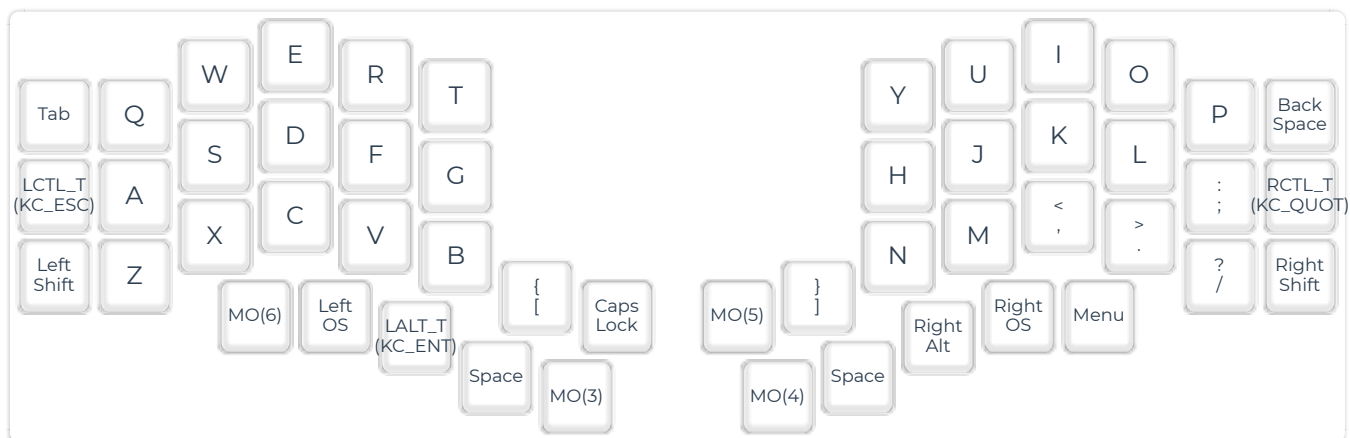 Tab
Q
W
E
R
T
Y
U
I
O
P
Back
Space
LCTL_T
(KC_ESC)
A
S
D
F
G
H
J
K
L
:
;
RCTL_T
(KC_QUOT)
Left
Shift
Z
X
C
V
B
N
M
<
,
>
.
?
/
Right
Shift
MO(6)
Left
OS
LALT_T
(KC_ENT)
{
[
Caps
Lock
MO(5)
}
]
Right
Alt
Right
OS
Menu
Space
MO(3)
MO(4)
Space